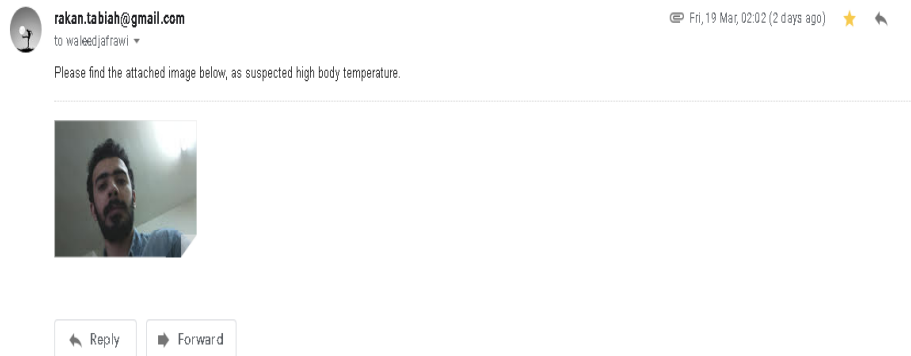 rakan.tabiah@gmail.com
Fri, 19 Mar, 02:02 (2 days ago)
to waleedjafrawi
Please find the attached image below, as suspected high body temperature.
Reply
Forward